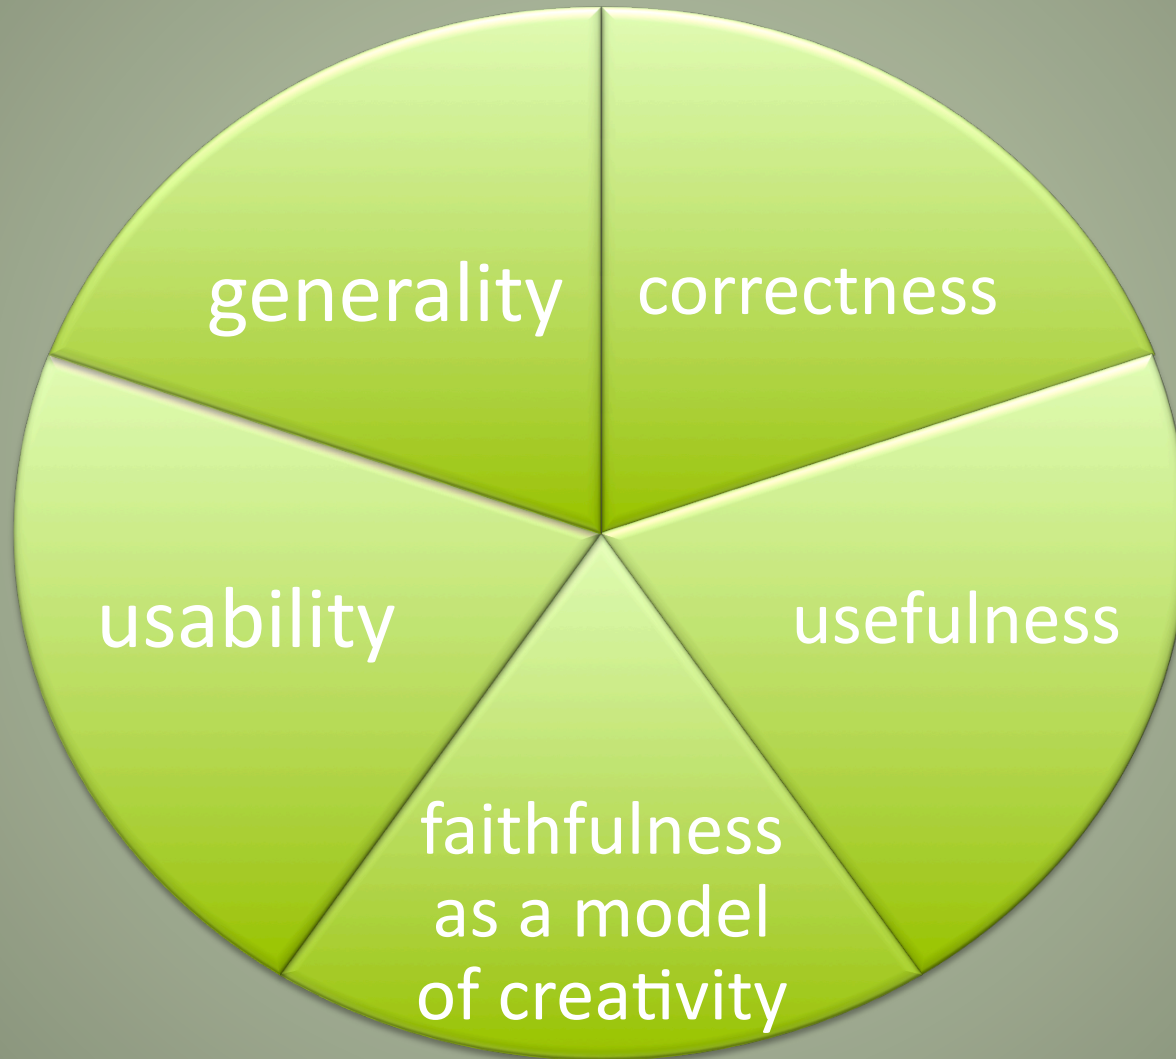 generality
correctness
usability
usefulness
faithfulness
as a model
of creativity